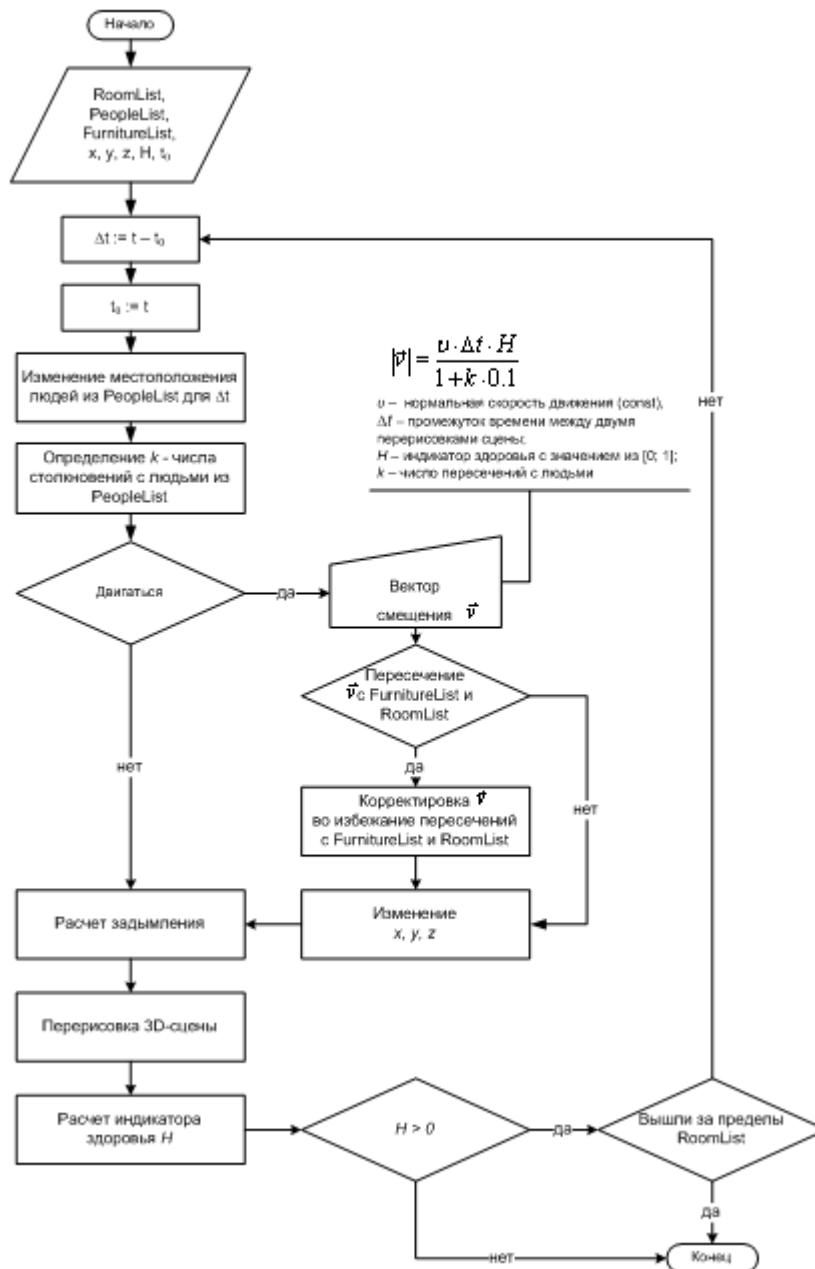 Начало
RoomList,
PeopleList,
FurnitureList,
x, y, z, H, t₀
Δt := t – t₀
t₀ := t
Изменение местоположения
людей из PeopleList для Δt
Определение k - числа
столкновений с людьми из
PeopleList
|v⃗| = (υ · Δt · H) / (1 + k · 0.1)
υ – нормальная скорость движения (const),
Δt – промежуток времени между двумя
перерисовками сцены;
H – индикатор здоровья с значением из [0; 1];
k – число пересечений с людьми
нет
Двигаться
да
Вектор
смещения v⃗
Пересечение
v⃗ с FurnitureList и
RoomList
нет
да
нет
Корректировка v⃗
во избежание пересечений
с FurnitureList и RoomList
Расчет задымления
Изменение
x, y, z
Перерисовка 3D-сцены
Расчет индикатора
здоровья H
H > 0
да
Вышли за пределы
RoomList
да
нет
Конец